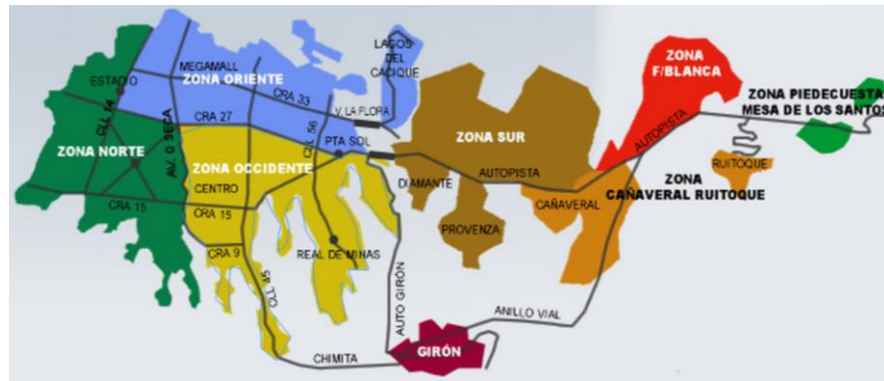 LAGOS
DEL
CACIQUE
ZONA
F/BLANCA
MEGAMALL
ZONA ORIENTE
ESTADIO
CRA 33
V. LA FLORA
ZONA PIEDECUESTA
MESA DE LOS SANTOS
CLL 14
CRA 27
CLL 56
AV. Q SECA
ZONA NORTE
PTA SOL
ZONA SUR
AUTOPISTA
ZONA OCCIDENTE
RUITOQUE
AUTOPISTA
DIAMANTE
ZONA
CAÑAVERAL RUITOQUE
CENTRO
CAÑAVERAL
CRA 15
CRA 15
PROVENZA
CRA 9
REAL DE MINAS
CLL 45
AUTO GIRÓN
ANILLO VIAL
GIRÓN
CHIMITA